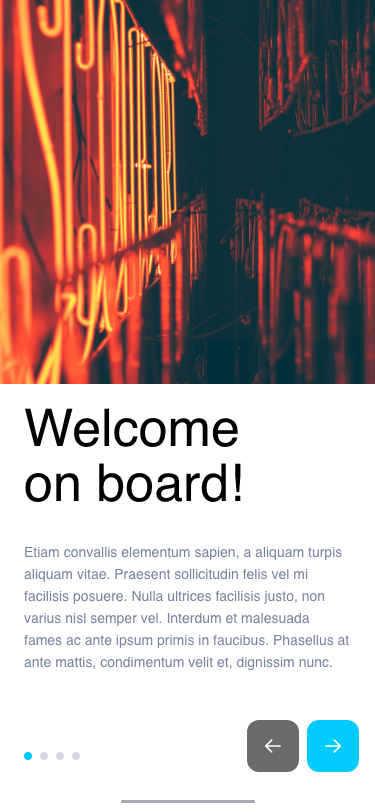 Welcome
on board!
Etiam convallis elementum sapien, a aliquam turpis
aliquam vitae. Praesent sollicitudin felis vel mi
facilisis posuere. Nulla ultrices facilisis justo, non
varius nisl semper vel. Interdum et malesuada
fames ac ante ipsum primis in faucibus. Phasellus at
ante mattis, condimentum velit et, dignissim nunc.